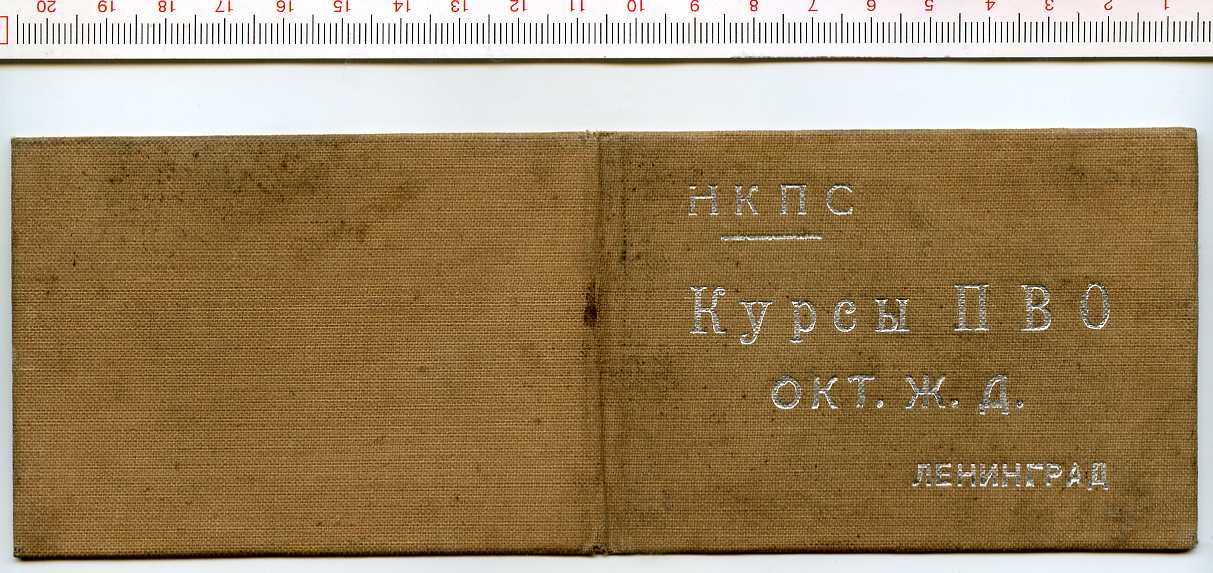 20 19 18 17 16 15 14 13 12 11 10 9 8 7 6 5 4 3 2 1
НКПС
Курсы ПВО
ОКТ. Ж. Д.
ЛЕНИНГРАД